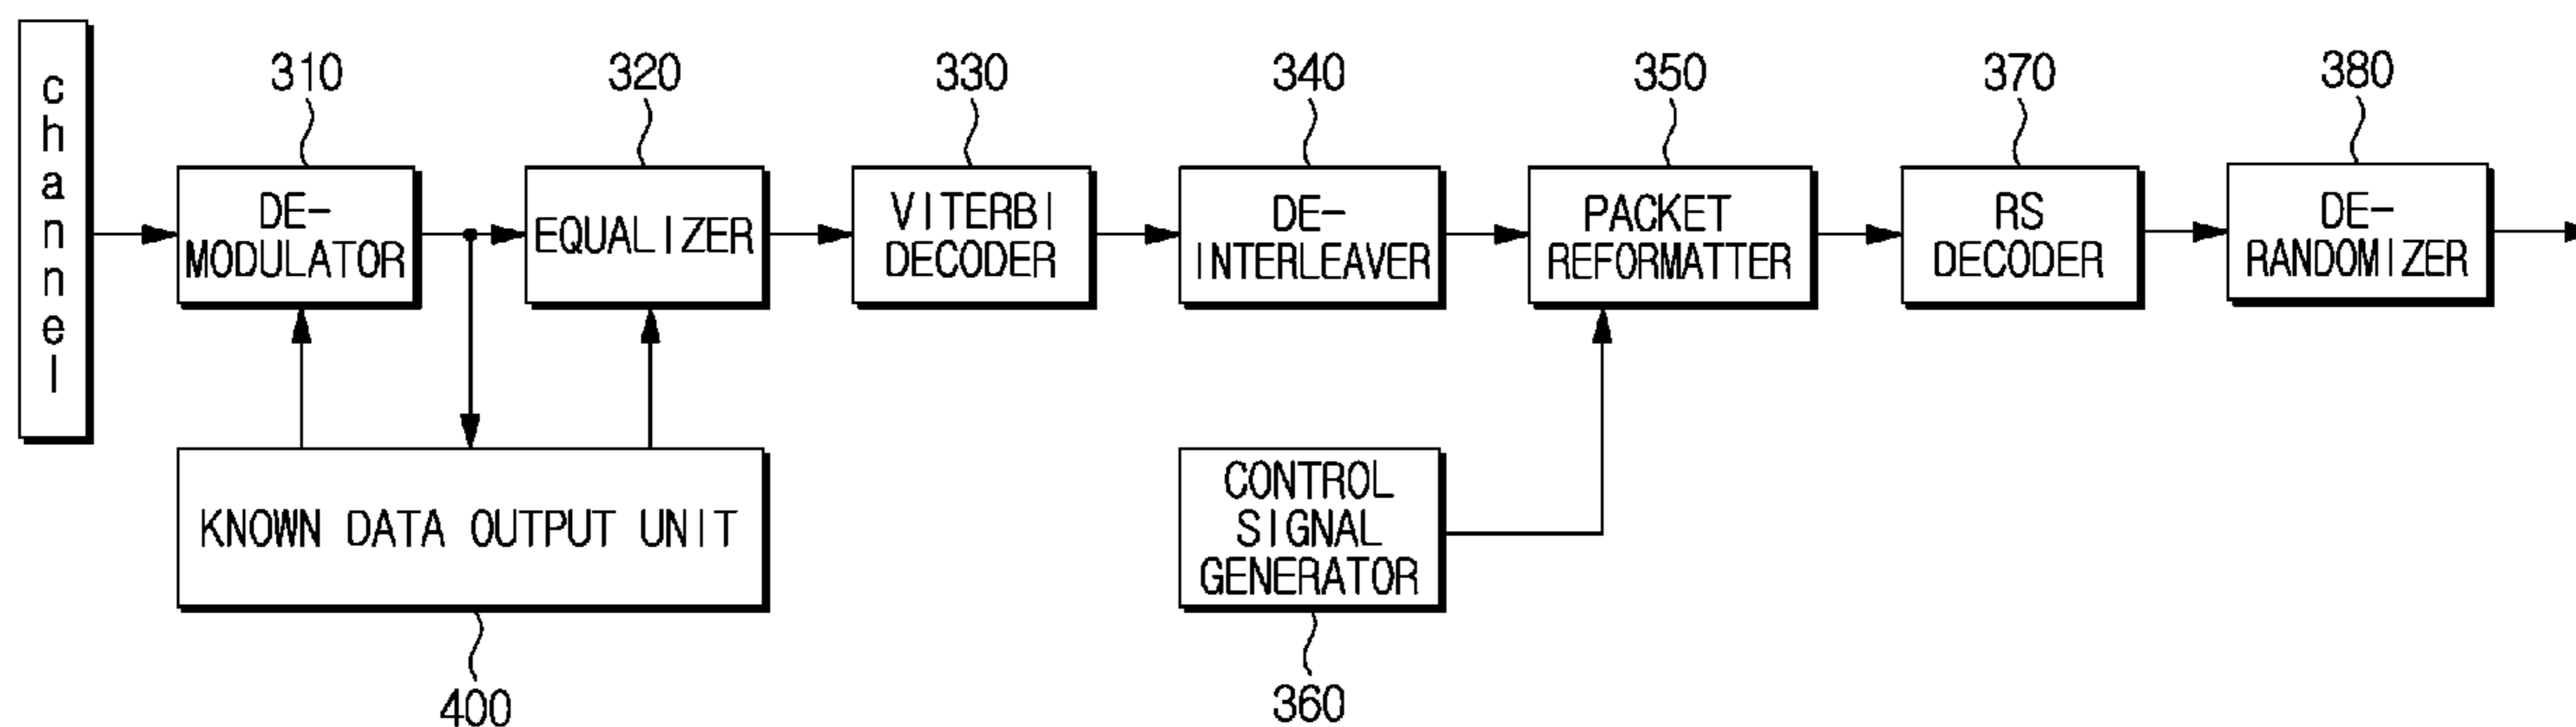 channel
310
320
330
340
350
370
380
DE-
MODULATOR
EQUALIZER
VITERBI
DECODER
DE-
INTERLEAVER
PACKET
REFORMATTER
RS
DECODER
DE-
RANDOMIZER
KNOWN DATA OUTPUT UNIT
CONTROL
SIGNAL
GENERATOR
400
360